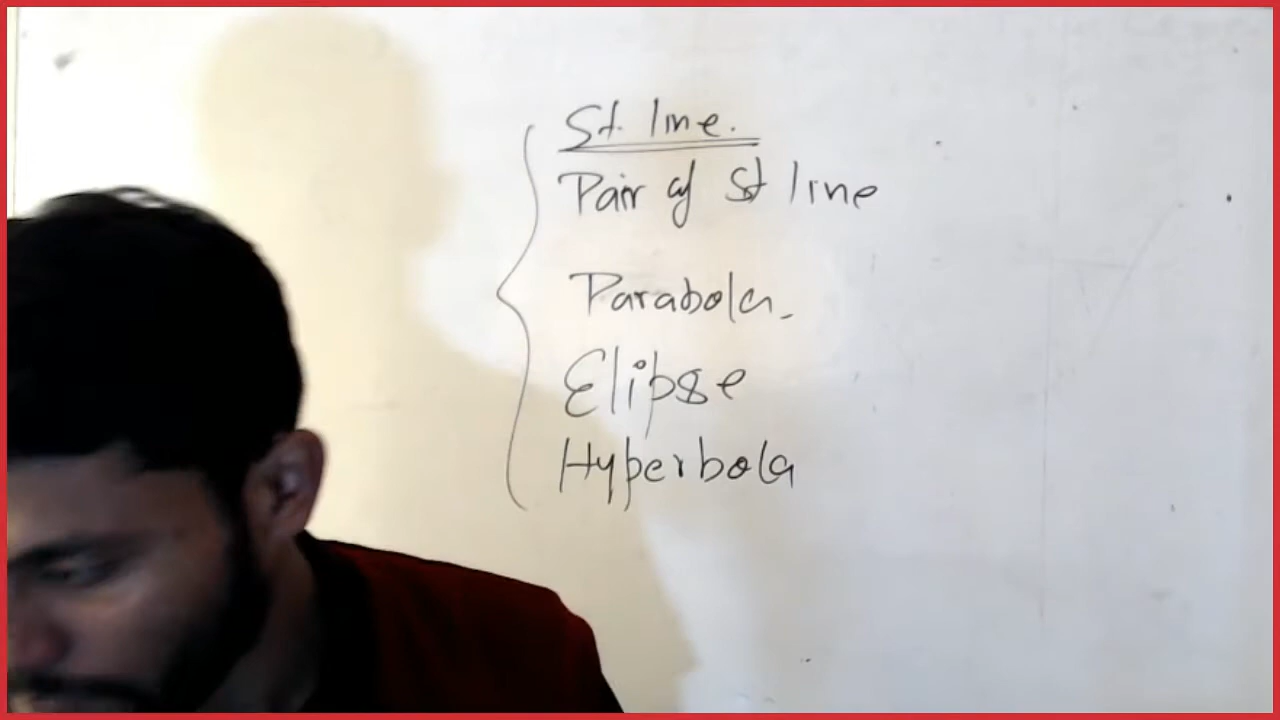 St. line.
Pair of St line
Parabola.
Elipse
Hyperbola